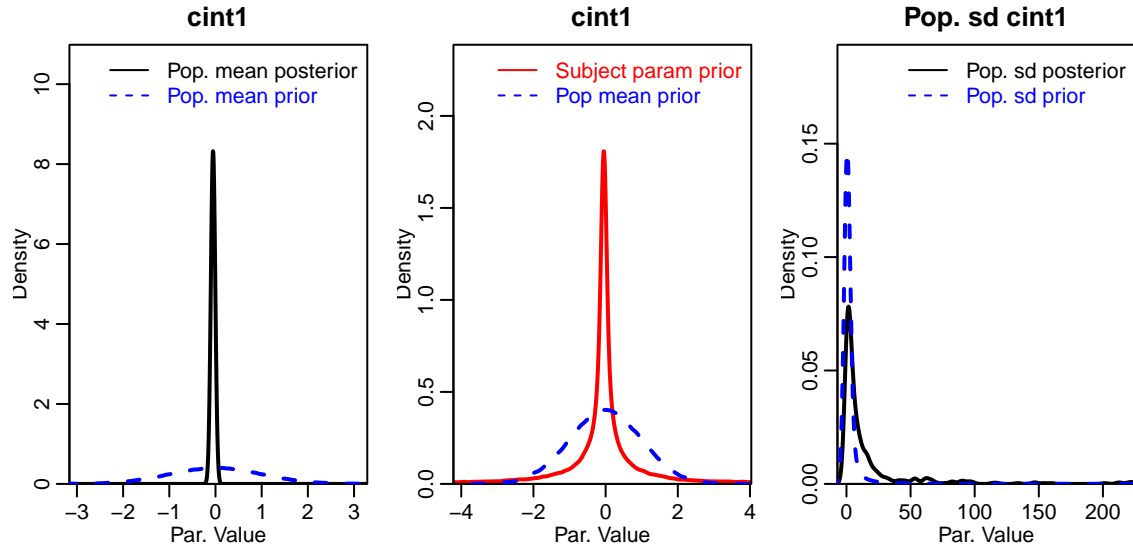 cint1
Pop. mean posterior
Pop. mean prior
Density
0 2 4 6 8 10
−3 −2 −1 0 1 2 3
Par. Value
cint1
Subject param prior
Pop mean prior
Density
0.0 0.5 1.0 1.5 2.0
−4 −2 0 2 4
Par. Value
Pop. sd cint1
Pop. sd posterior
Pop. sd prior
Density
0.00 0.05 0.10 0.15
0 50 100 200
Par. Value